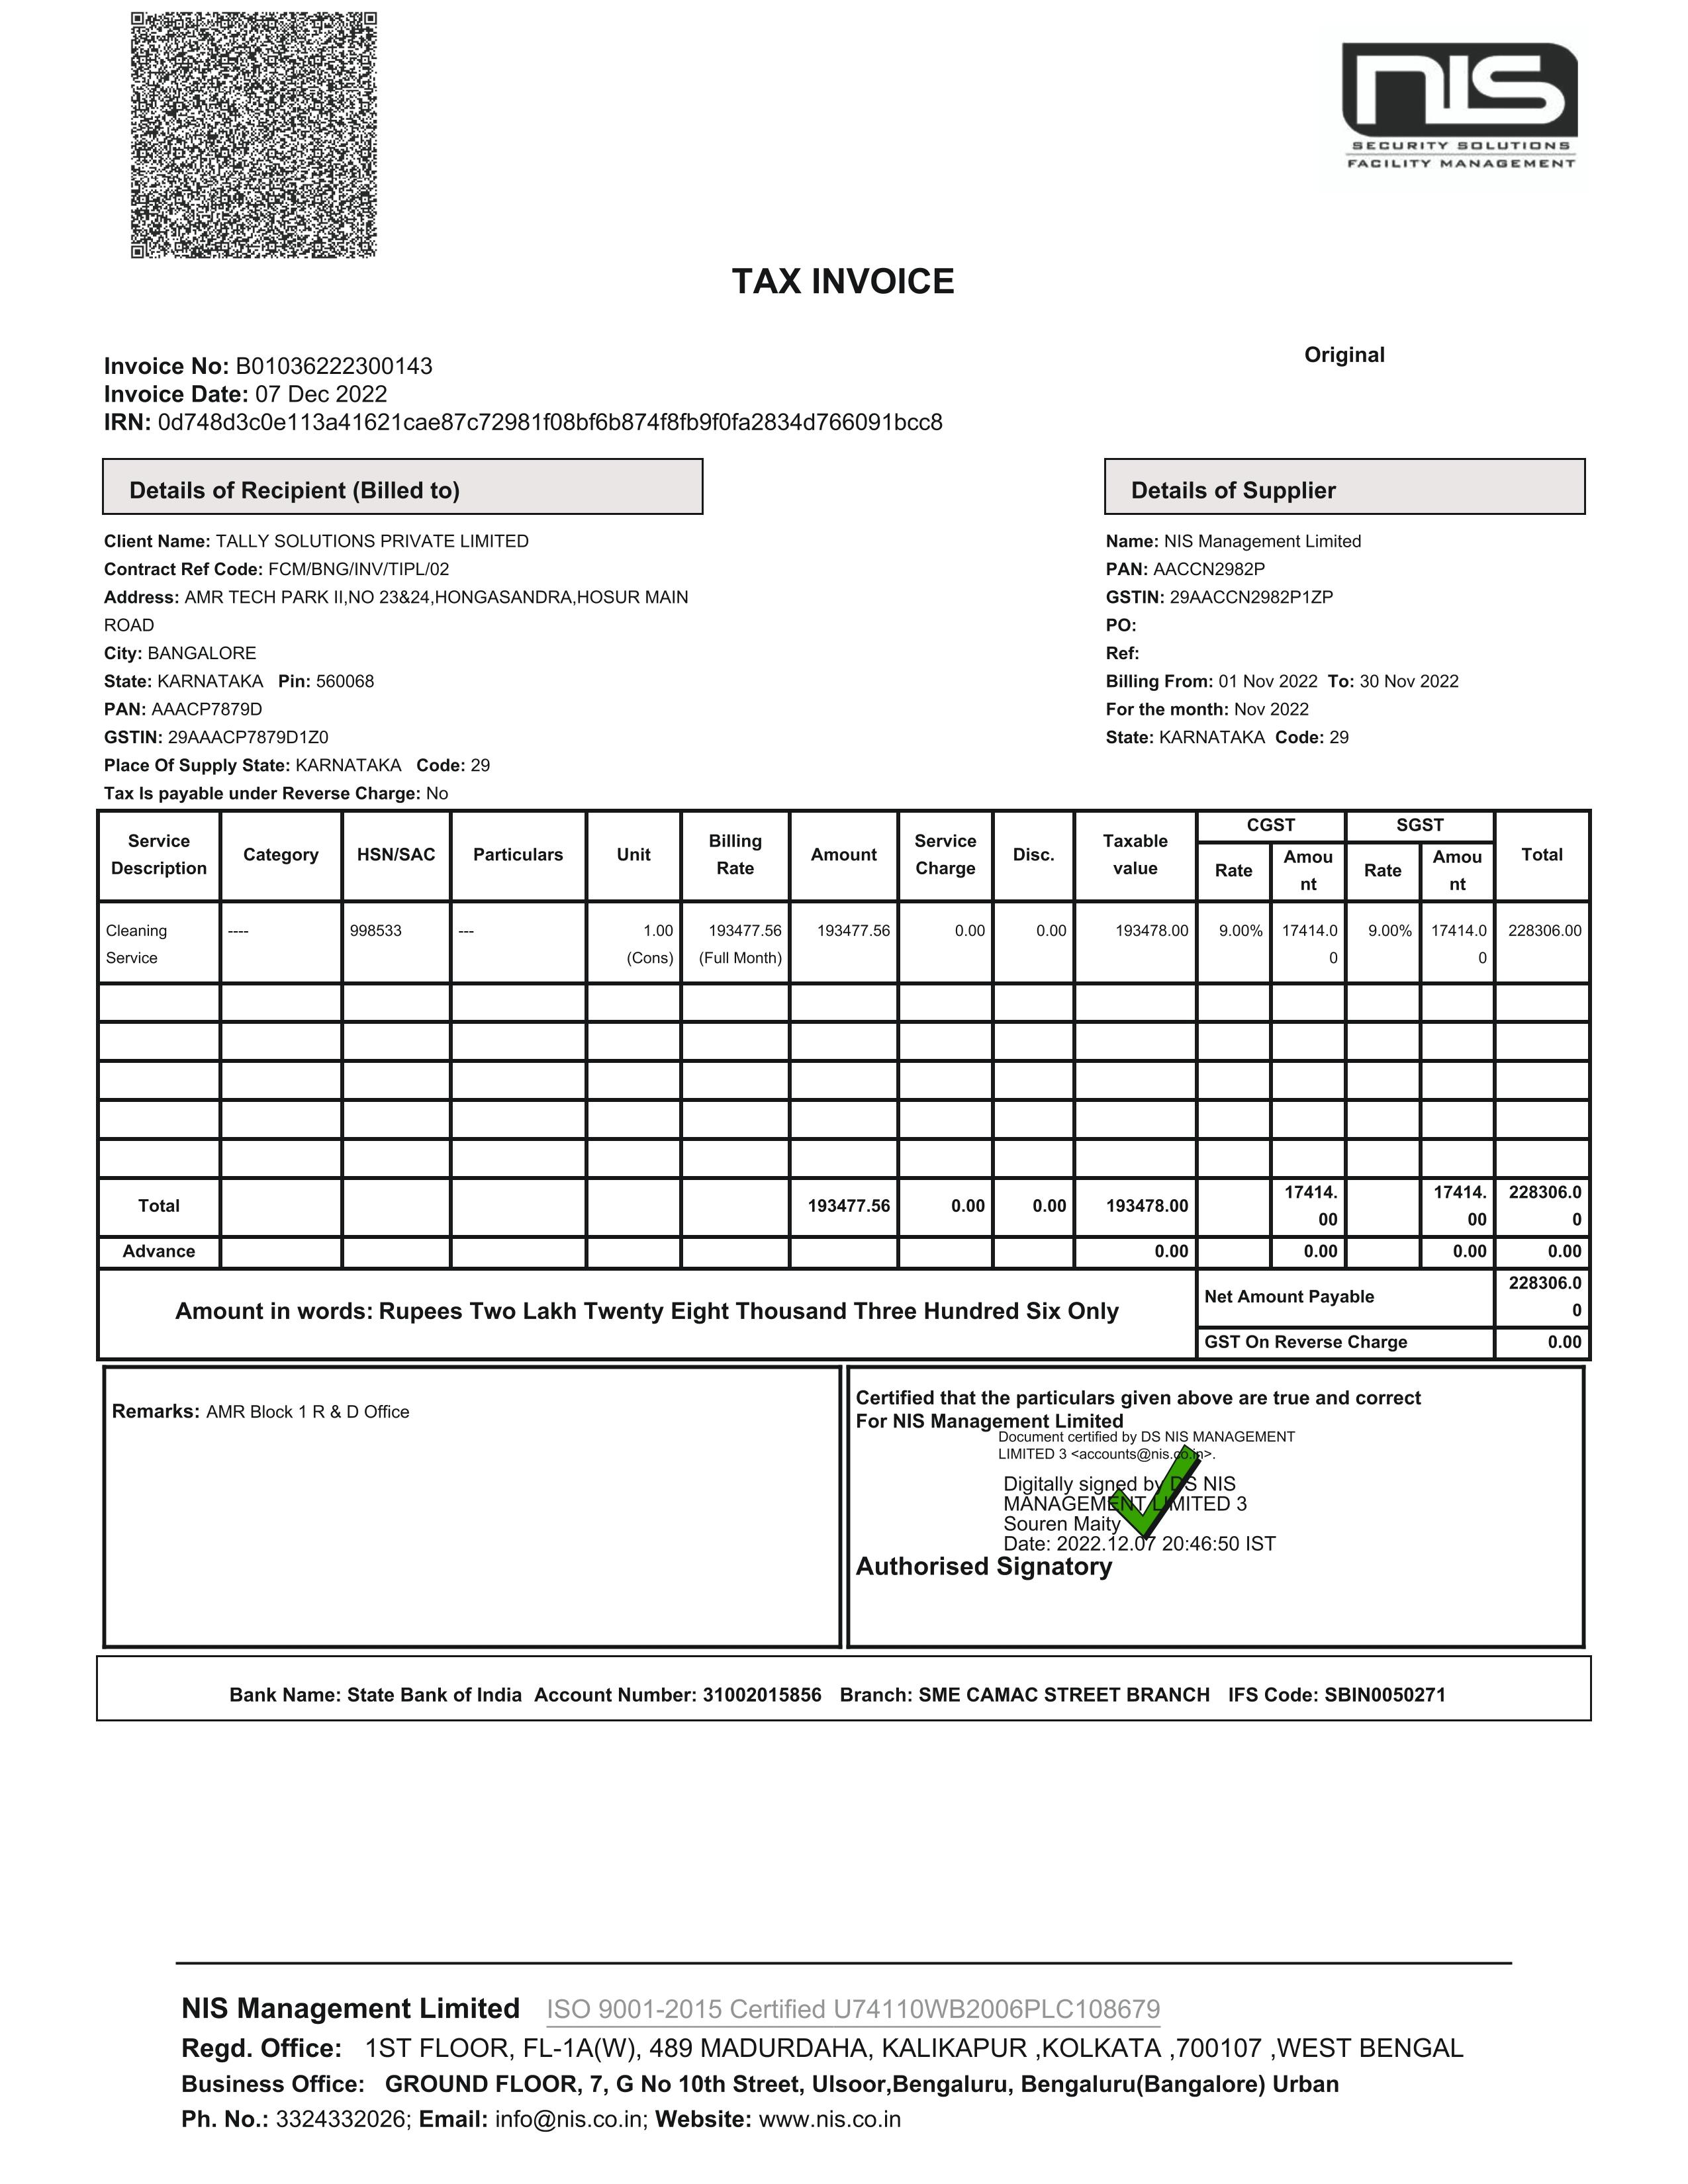 nis
SECURITY SOLUTIONS
FACILITY MANAGEMENT
TAX INVOICE
Original
Invoice No: B01036222300143
Invoice Date: 07 Dec 2022
IRN: 0d748d3c0e113a41621cae87c72981f08bf6b874f8fb9f0fa2834d766091bcc8
Details of Recipient (Billed to)
Client Name: TALLY SOLUTIONS PRIVATE LIMITED
Contract Ref Code: FCM/BNG/INV/TIPL/02
Address: AMR TECH PARK II,NO 23&24,HONGASANDRA,HOSUR MAIN
ROAD
City: BANGALORE
State: KARNATAKA Pin: 560068
PAN: AAACP7879D
GSTIN: 29AAACP7879D1Z0
Place Of Supply State: KARNATAKA Code: 29
Tax Is payable under Reverse Charge: No
Details of Supplier
Name: NIS Management Limited
PAN: AACCN2982P
GSTIN: 29AACCN2982P1ZP
PO:
Ref:
Billing From: 01 Nov 2022 To: 30 Nov 2022
For the month: Nov 2022
State: KARNATAKA Code: 29
Service Description Category HSN/SAC Particulars Unit Billing Rate Amount Service Charge Disc. Taxable value CGST SGST Total
Rate Amou nt Rate Amou nt
Cleaning ---- 998533 --- 1.00 193477.56 193477.56 0.00 0.00 193478.00 9.00% 17414.0 9.00% 17414.0 228306.00
Service (Cons) (Full Month) 0 0
Total 193477.56 0.00 0.00 193478.00 17414. 00 17414. 00 228306.0 0
Advance 0.00 0.00 0.00 0.00
Amount in words: Rupees Two Lakh Twenty Eight Thousand Three Hundred Six Only
Net Amount Payable 228306.0 0
GST On Reverse Charge 0.00
Remarks: AMR Block 1 R & D Office
Certified that the particulars given above are true and correct
For NIS Management Limited
Document certified by DS NIS MANAGEMENT
LIMITED 3 <accounts@nis.co.in>.
Digitally signed by DS NIS
MANAGEMENT LIMITED 3
Souren Maity
Date: 2022.12.07 20:46:50 IST
Authorised Signatory
Bank Name: State Bank of India Account Number: 31002015856 Branch: SME CAMAC STREET BRANCH IFS Code: SBIN0050271
NIS Management Limited ISO 9001-2015 Certified U74110WB2006PLC108679
Regd. Office: 1ST FLOOR, FL-1A(W), 489 MADURDAHA, KALIKAPUR ,KOLKATA ,700107 ,WEST BENGAL
Business Office: GROUND FLOOR, 7, G No 10th Street, Ulsoor,Bengaluru, Bengaluru(Bangalore) Urban
Ph. No.: 3324332026; Email: info@nis.co.in; Website: www.nis.co.in